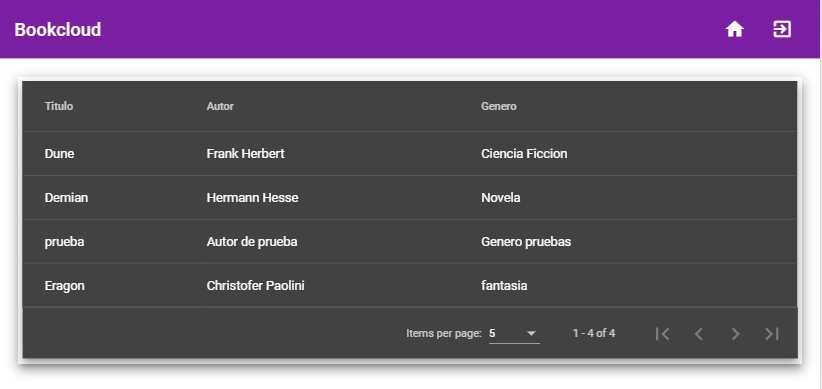 Bookcloud
Titulo Autor Genero
Dune Frank Herbert Ciencia Ficcion
Demian Hermann Hesse Novela
prueba Autor de prueba Genero pruebas
Eragon Christofer Paolini fantasia
Items per page: 5 1 - 4 of 4